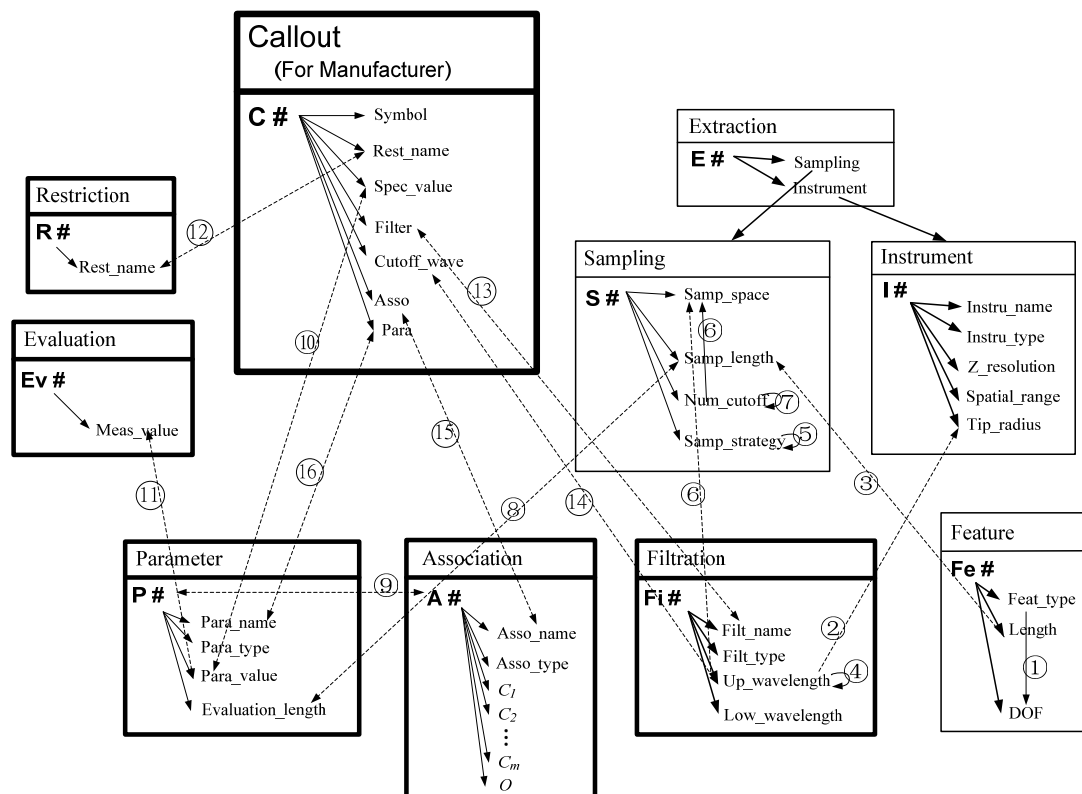 Callout
(For Manufacturer)
C #
Symbol
Rest_name
Spec_value
Filter
Cutoff_wave
Asso
Para
Extraction
E #
Sampling
Instrument
Restriction
R #
Rest_name
⑫
⑬
Sampling
S #
Samp_space
⑥
Samp_length
Num_cutoff
⑦
Samp_strategy
⑤
Instrument
I #
Instru_name
Instru_type
Z_resolution
Spatial_range
Tip_radius
Evaluation
Ev #
Meas_value
⑩
⑮
⑪
⑯
⑧
⑭
⑥
③
Parameter
P #
Para_name
Para_type
Para_value
Evaluation_length
⑨
Association
A #
Asso_name
Asso_type
C1
C2
⋮
Cm
O
Filtration
Fi #
Filt_name
Filt_type
Up_wavelength
④
Low_wavelength
②
Feature
Fe #
Feat_type
Length
①
DOF